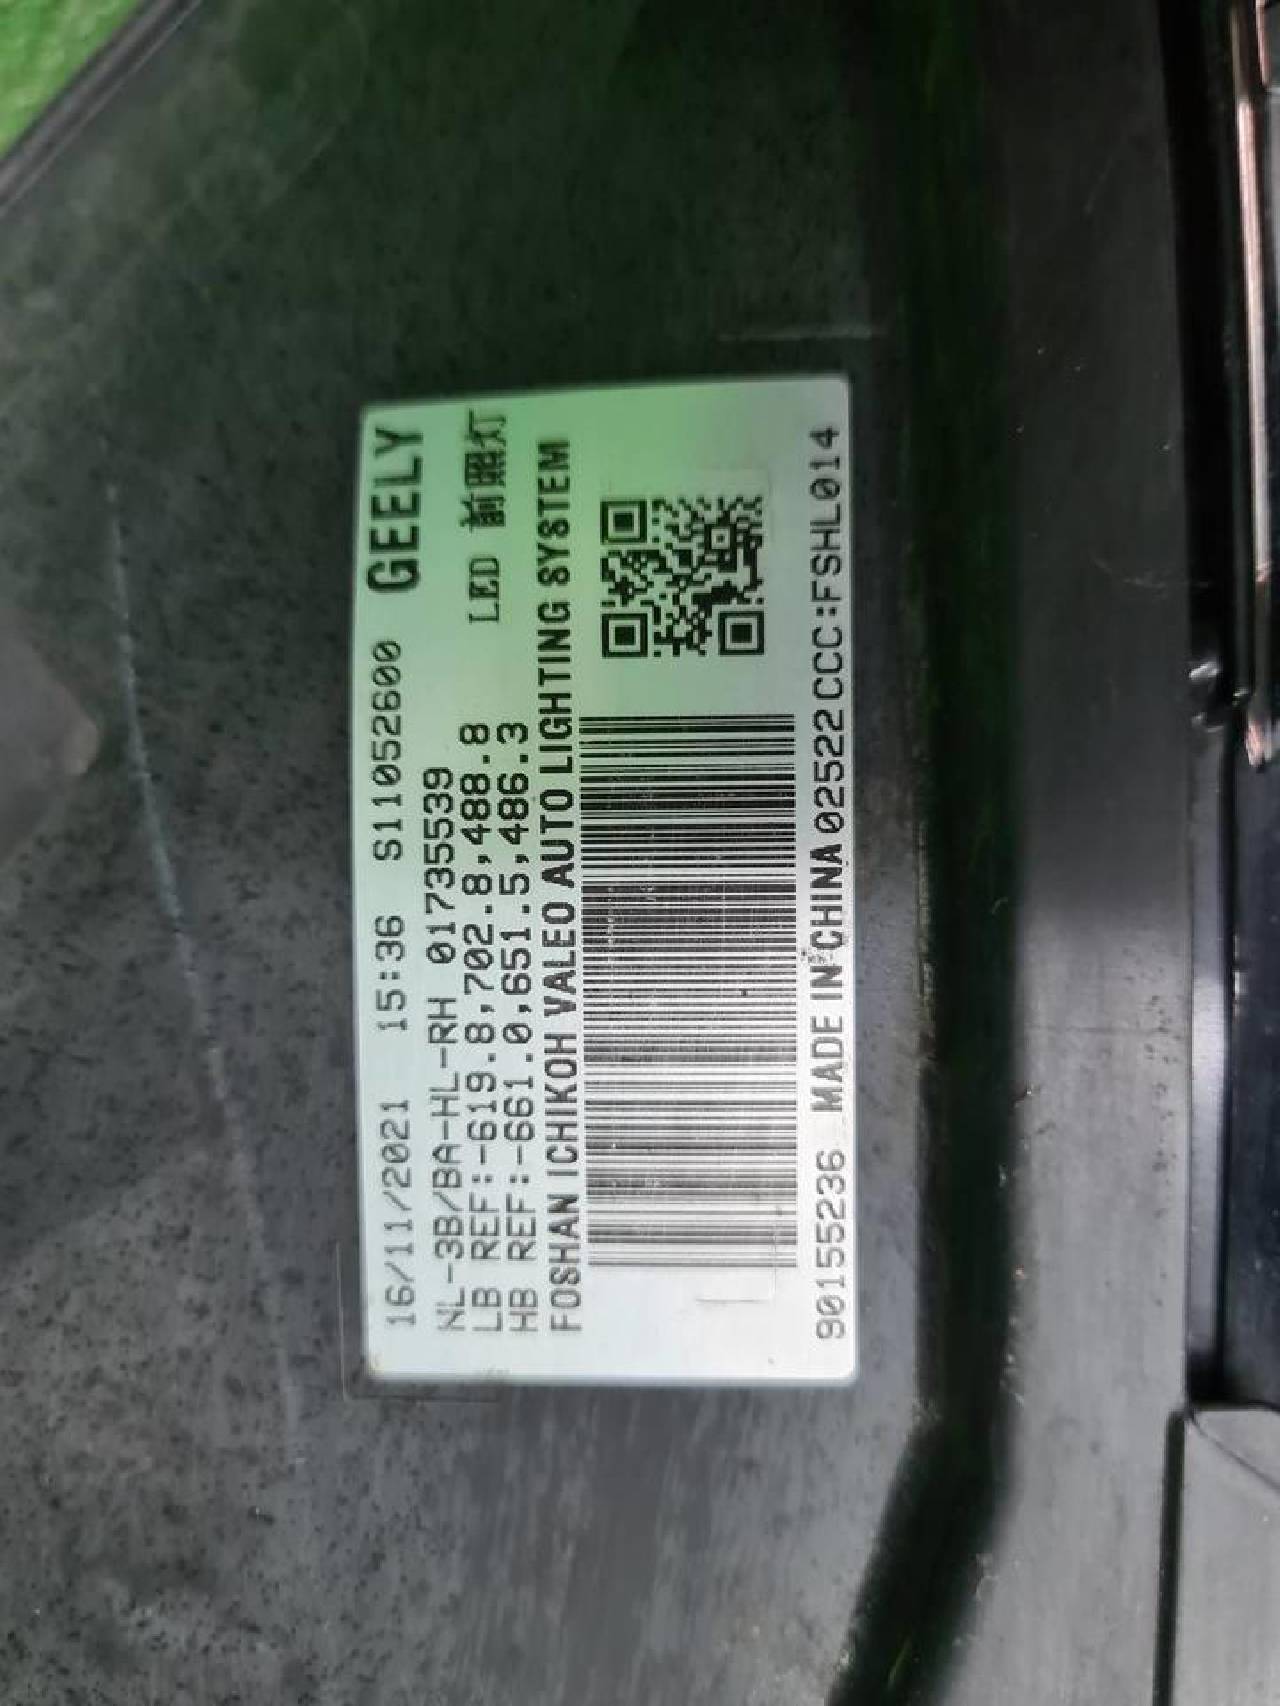 16/11/2021 15:36 S11052600 GEELY
NL-3B/BA-HL-RH 01735539
LB REF:-619.8,702.8,488.8 LED 前照灯
HB REF:-661.0,651.5,486.3
FOSHAN ICHIKOH VALEO AUTO LIGHTING SYSTEM
90155236 MADE IN CHINA 02522 CCC:FSHL014